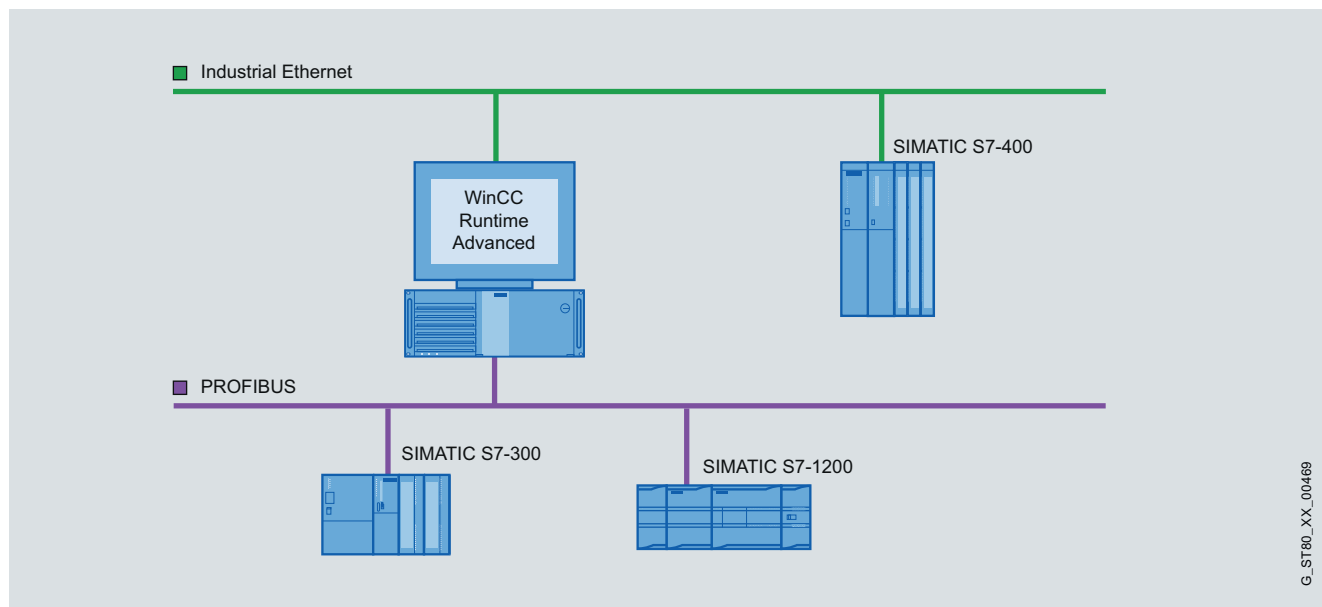 Industrial Ethernet
SIMATIC S7-400
WinCC
Runtime
Advanced
PROFIBUS
SIMATIC S7-300
SIMATIC S7-1200
G_ST80_XX_00469